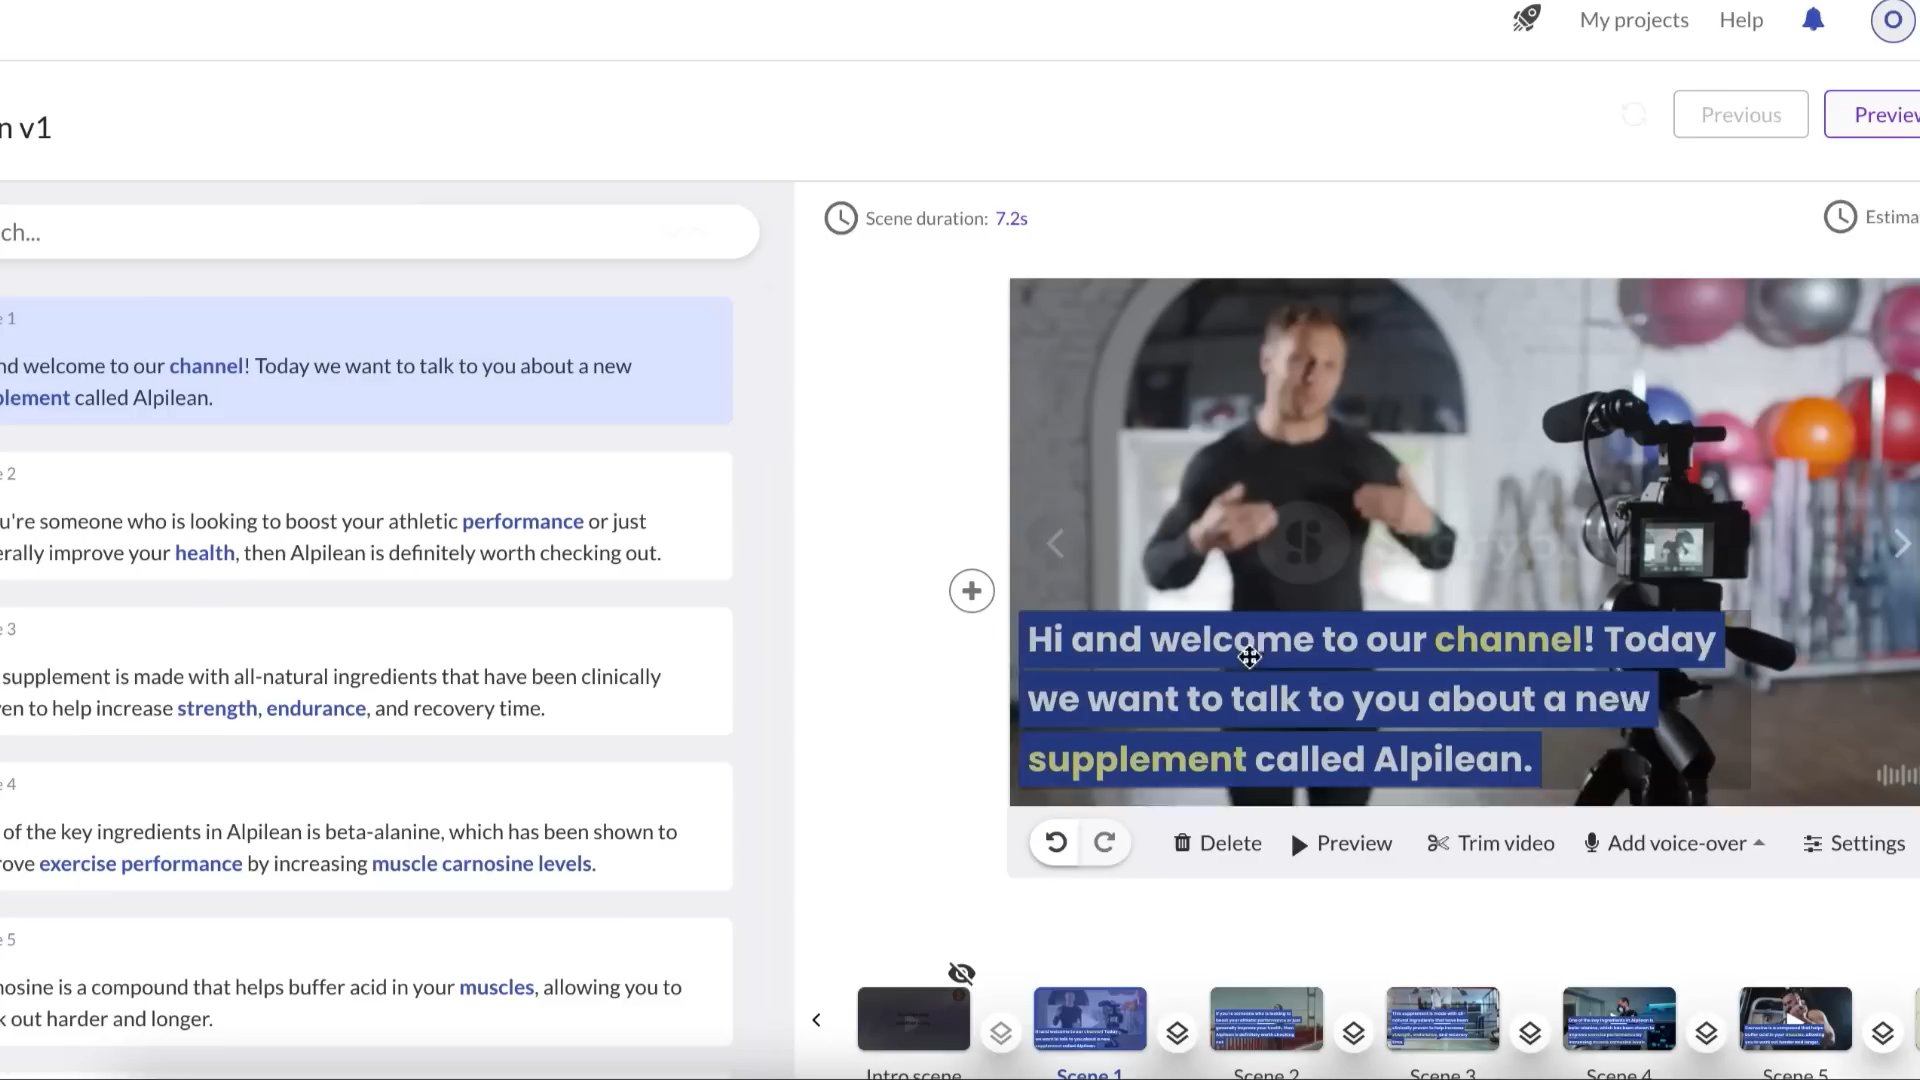 My projects Help O
n v1
Previous Preview
ch...
Scene duration: 7.2s
Estima
e 1
nd welcome to our channel! Today we want to talk to you about a new
plement called Alpilean.
e 2
u're someone who is looking to boost your athletic performance or just
erally improve your health, then Alpilean is definitely worth checking out.
e 3
supplement is made with all-natural ingredients that have been clinically
en to help increase strength, endurance, and recovery time.
e 4
of the key ingredients in Alpilean is beta-alanine, which has been shown to
rove exercise performance by increasing muscle carnosine levels.
e 5
nosine is a compound that helps buffer acid in your muscles, allowing you to
k out harder and longer.
Hi and welcome to our channel! Today
we want to talk to you about a new
supplement called Alpilean.
Delete Preview Trim video Add voice-over Settings
Intro scene Scene 1 Scene 2 Scene 3 Scene 4 Scene 5